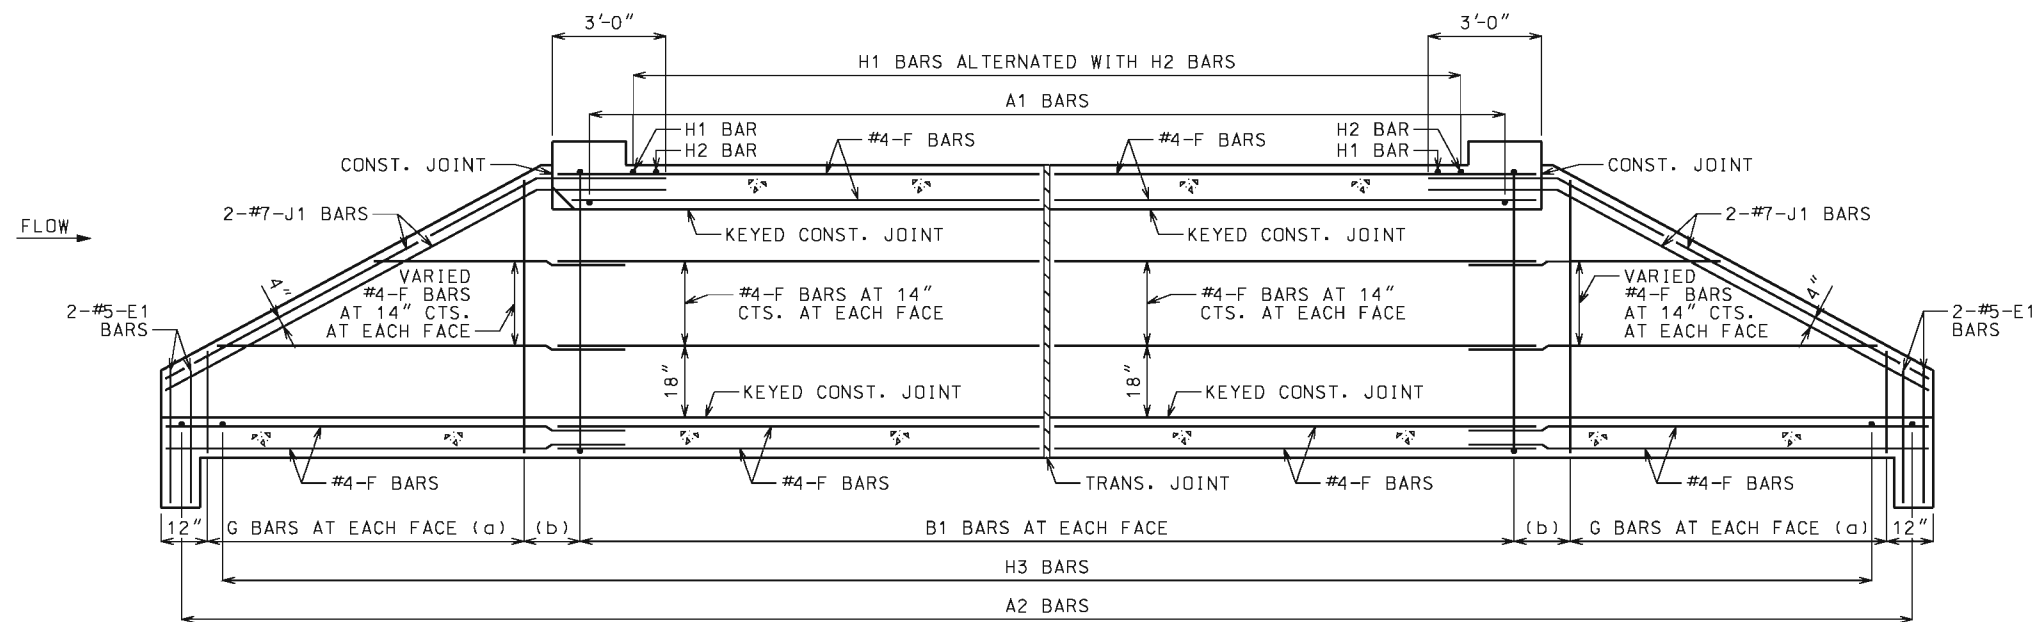 3'-0"
3'-0"
H1 BARS ALTERNATED WITH H2 BARS
A1 BARS
H1 BAR
H2 BAR
#4-F BARS
#4-F BARS
H2 BAR
H1 BAR
CONST. JOINT
CONST. JOINT
2-#7-J1 BARS
2-#7-J1 BARS
FLOW
KEYED CONST. JOINT
KEYED CONST. JOINT
VARIED
#4-F BARS
AT 14" CTS.
AT EACH FACE
4"
#4-F BARS AT 14"
CTS. AT EACH FACE
#4-F BARS AT 14"
CTS. AT EACH FACE
VARIED
#4-F BARS
AT 14" CTS.
AT EACH FACE
4"
2-#5-E1
BARS
2-#5-E1
BARS
18"
KEYED CONST. JOINT
18"
KEYED CONST. JOINT
#4-F BARS
#4-F BARS
TRANS. JOINT
#4-F BARS
#4-F BARS
12"
G BARS AT EACH FACE (a)
(b)
B1 BARS AT EACH FACE
(b)
G BARS AT EACH FACE (a)
12"
H3 BARS
A2 BARS